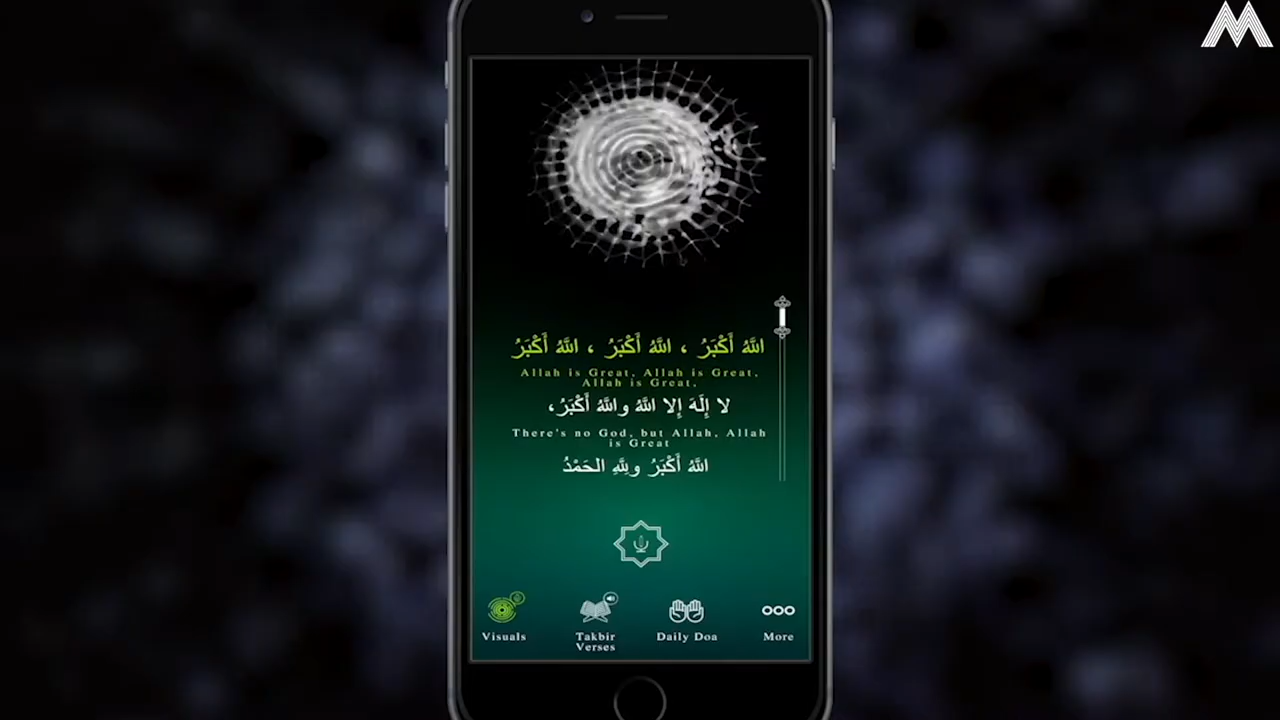 اللهُ أَكْبَرُ ، اللهُ أَكْبَرُ ، اللهُ أَكْبَرُ
Allah is Great, Allah is Great,
Allah is Great,
لا إِلَهَ إِلا اللهُ واللهُ أَكْبَرُ،
There's no God, but Allah, Allah
is Great
اللهُ أَكْبَرُ وللهِ الحَمْدُ
Visuals
Takbir
Verses
Daily Doa
More